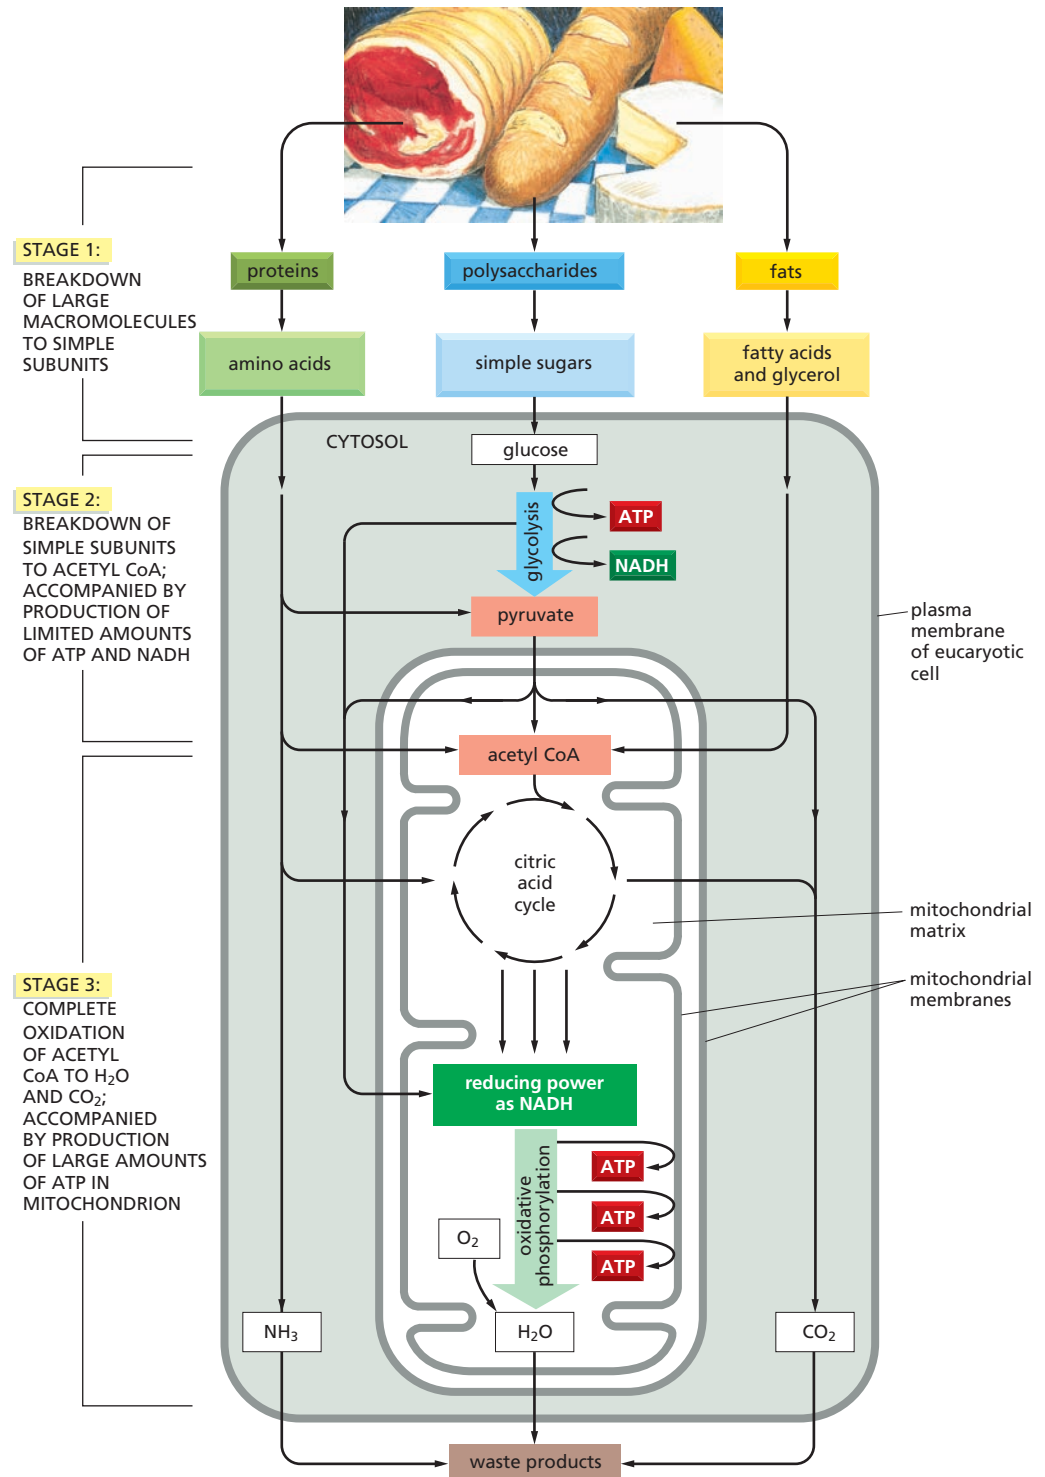 STAGE 1:
BREAKDOWN
OF LARGE
MACROMOLECULES
TO SIMPLE
SUBUNITS
proteins
polysaccharides
fats
amino acids
simple sugars
fatty acids
and glycerol
CYTOSOL
glucose
STAGE 2:
BREAKDOWN OF
SIMPLE SUBUNITS
TO ACETYL CoA;
ACCOMPANIED BY
PRODUCTION OF
LIMITED AMOUNTS
OF ATP AND NADH
glycolysis
ATP
NADH
pyruvate
plasma
membrane
of eucaryotic
cell
acetyl CoA
citric
acid
cycle
mitochondrial
matrix
mitochondrial
membranes
STAGE 3:
COMPLETE
OXIDATION
OF ACETYL
CoA TO H₂O
AND CO₂;
ACCOMPANIED
BY PRODUCTION
OF LARGE AMOUNTS
OF ATP IN
MITOCHONDRION
reducing power
as NADH
oxidative
phosphorylation
ATP
ATP
ATP
O₂
NH₃
H₂O
CO₂
waste products